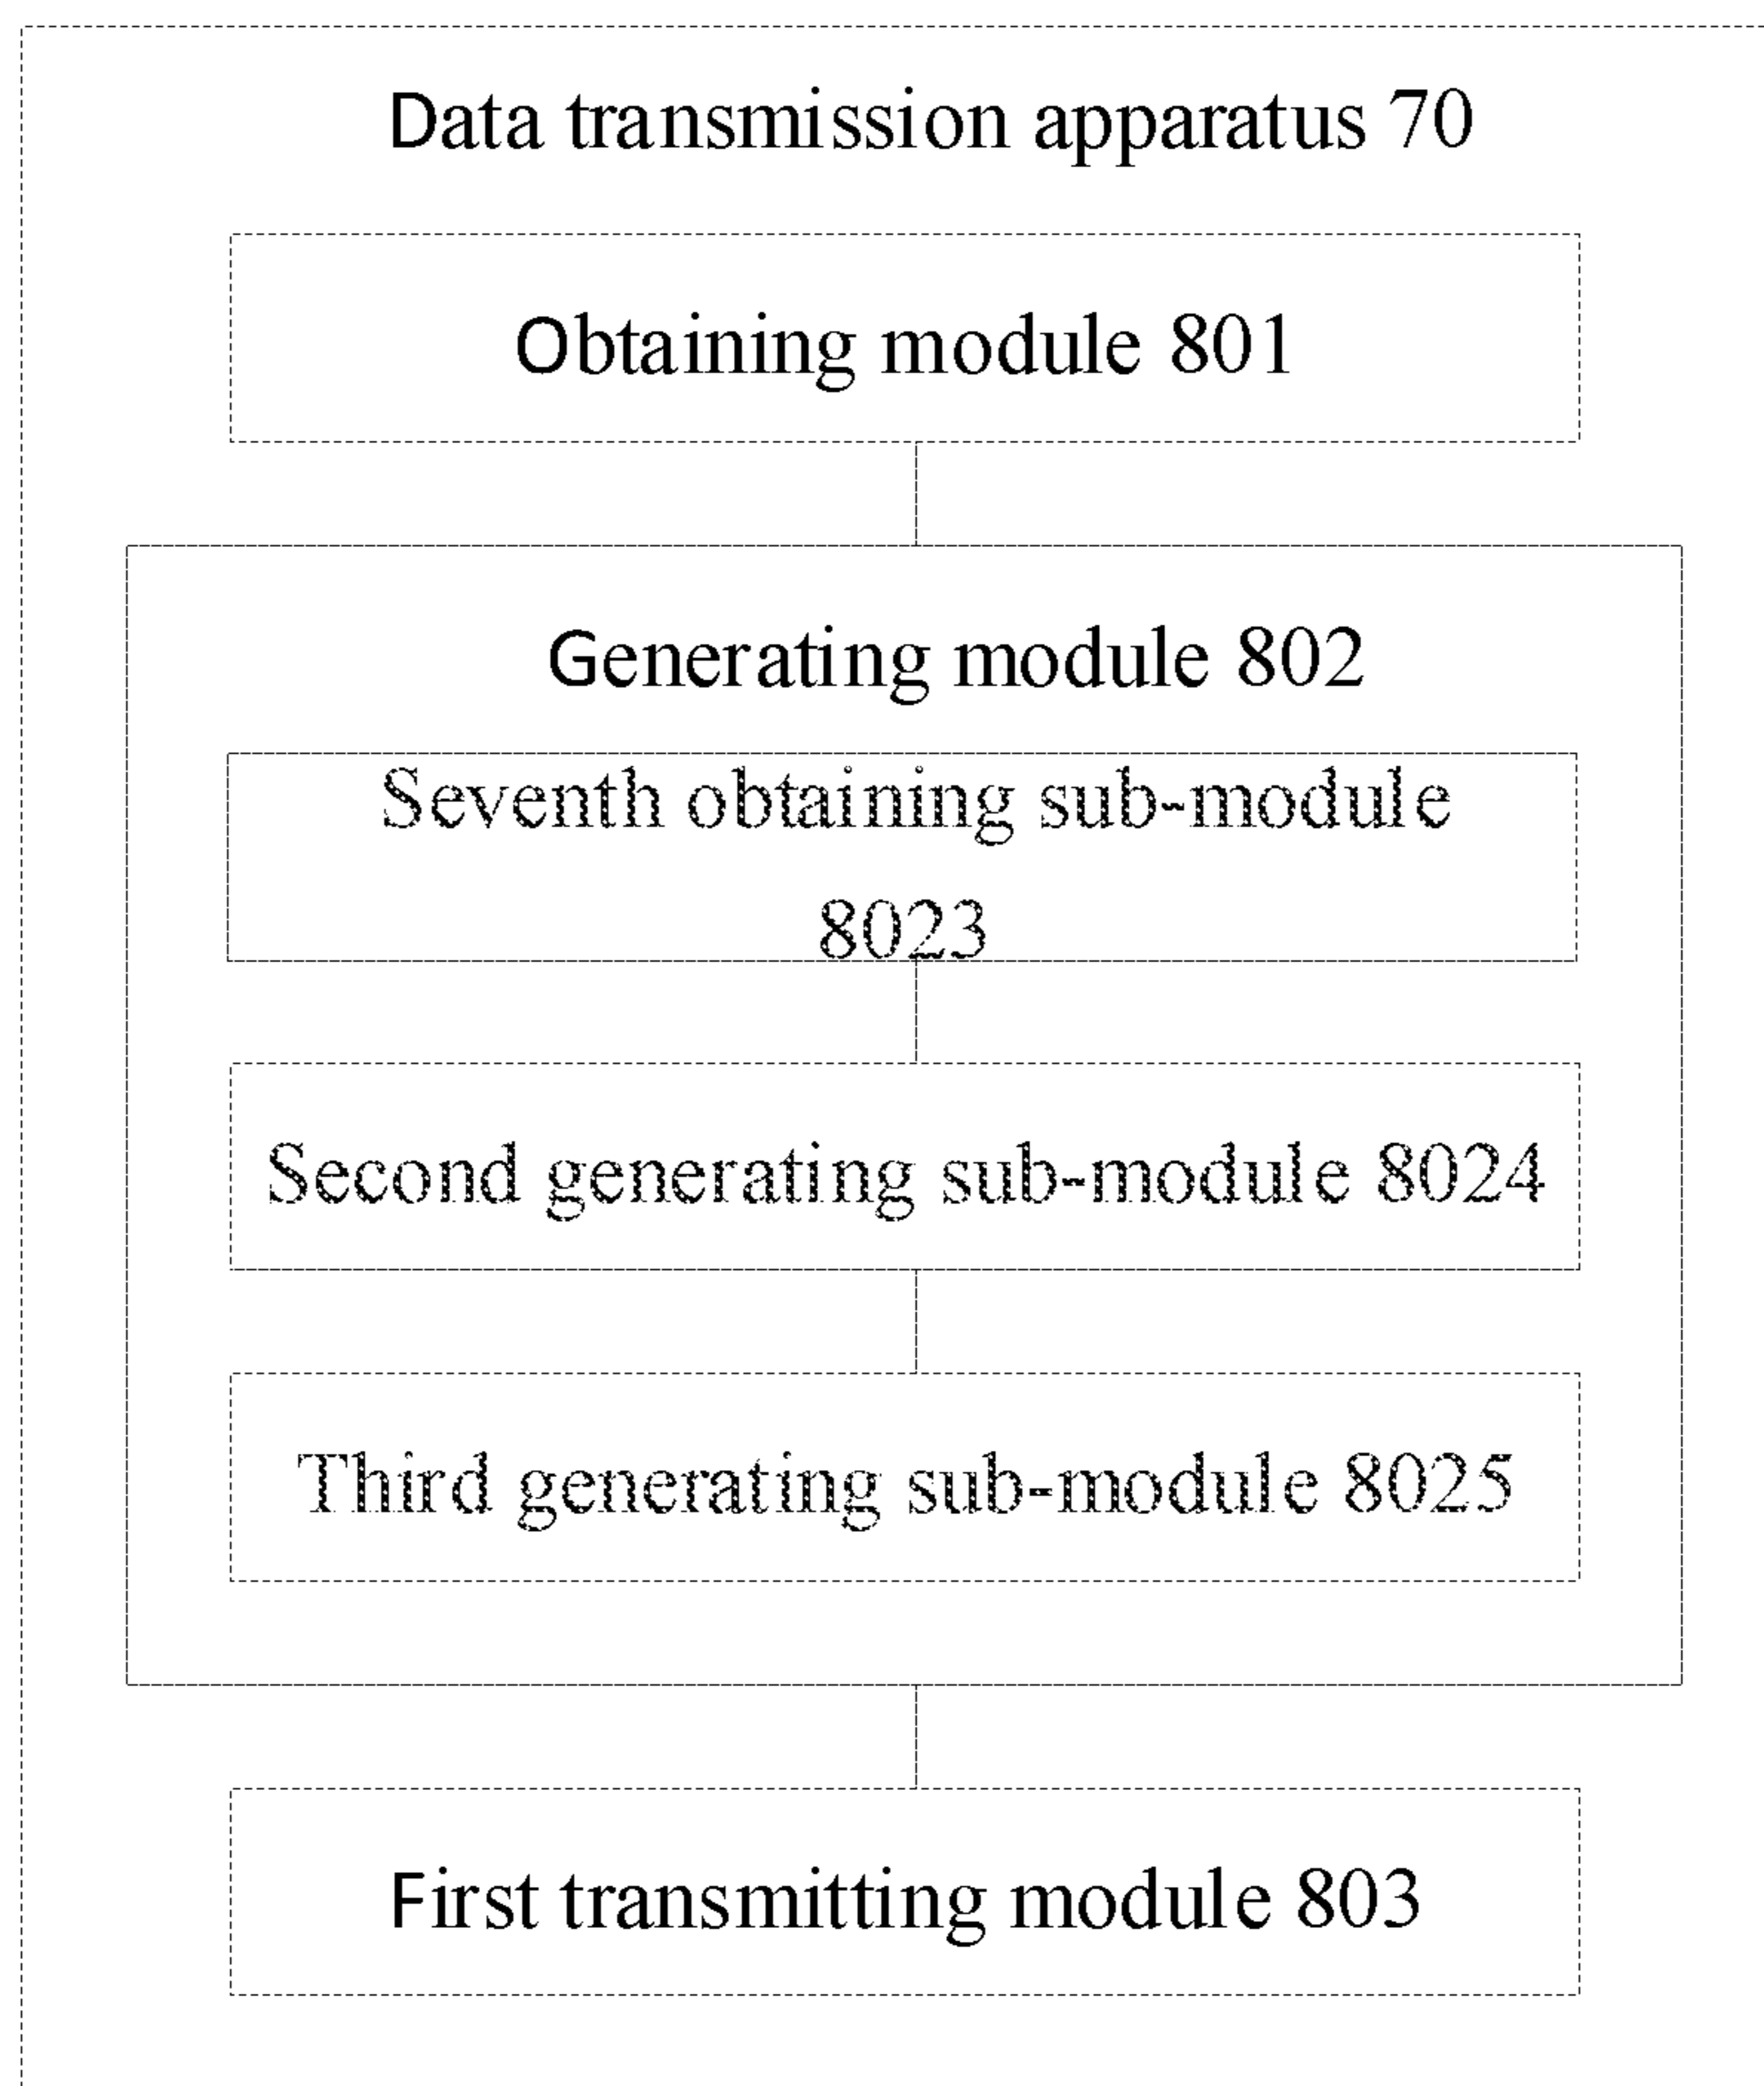 Data transmission apparatus 70
Obtaining module 801
Generating module 802
Seventh obtaining sub-module
8023
Second generating sub-module 8024
Third generating sub-module 8025
First transmitting module 803